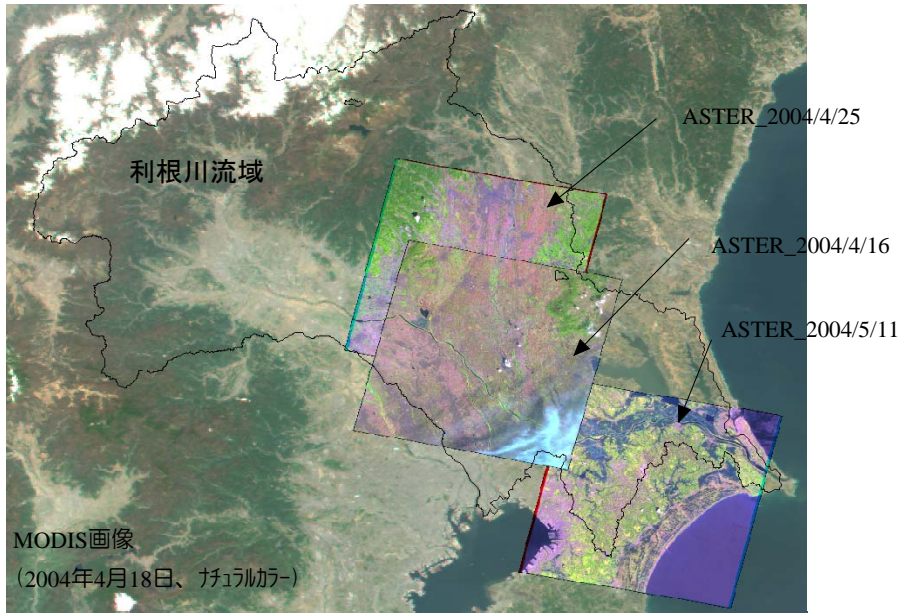 ASTER_2004/4/25
利根川流域
ASTER_2004/4/16
ASTER_2004/5/11
MODIS画像
(2004年4月18日、ﾅﾁｭﾗﾙｶﾗｰ)